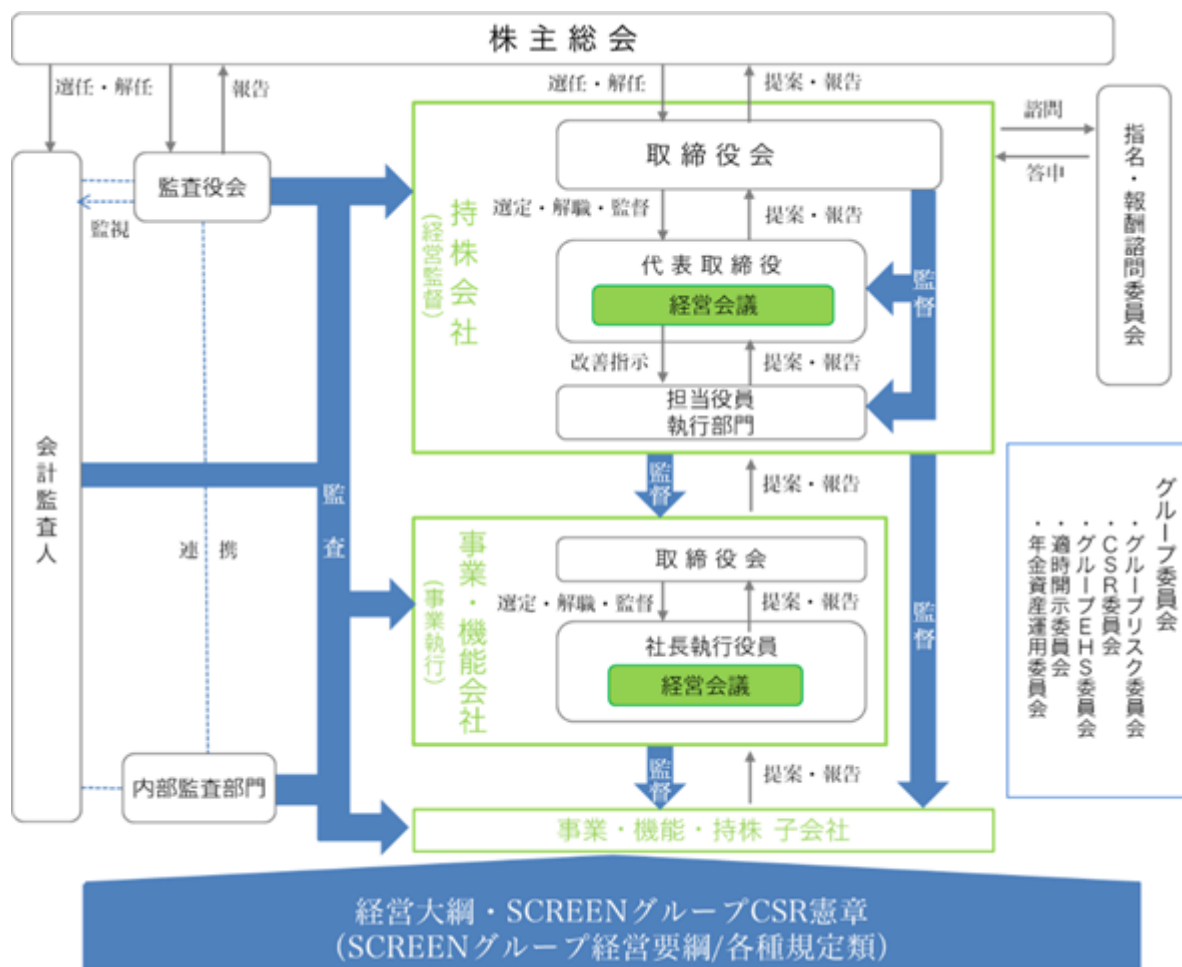 株主総会
選任・解任
報告
選任・解任
提案・報告
会計監査人
監査役会
監視
連携
内部監査部門
監査
持株会社
(経営監督)
取締役会
選定・解職・監督
提案・報告
代表取締役
経営会議
改善指示
提案・報告
担当役員
執行部門
監督
諮問
答申
指名・報酬諮問委員会
監督
提案・報告
監督
事業・機能会社
(事業執行)
取締役会
選定・解職・監督
提案・報告
社長執行役員
経営会議
監督
提案・報告
事業・機能・持株 子会社
グループ委員会
・グループリスク委員会
・CSR委員会
・グループEHS委員会
・適時開示委員会
・年金資産運用委員会
経営大綱・SCREENグループCSR憲章
(SCREENグループ経営要綱/各種規定類)